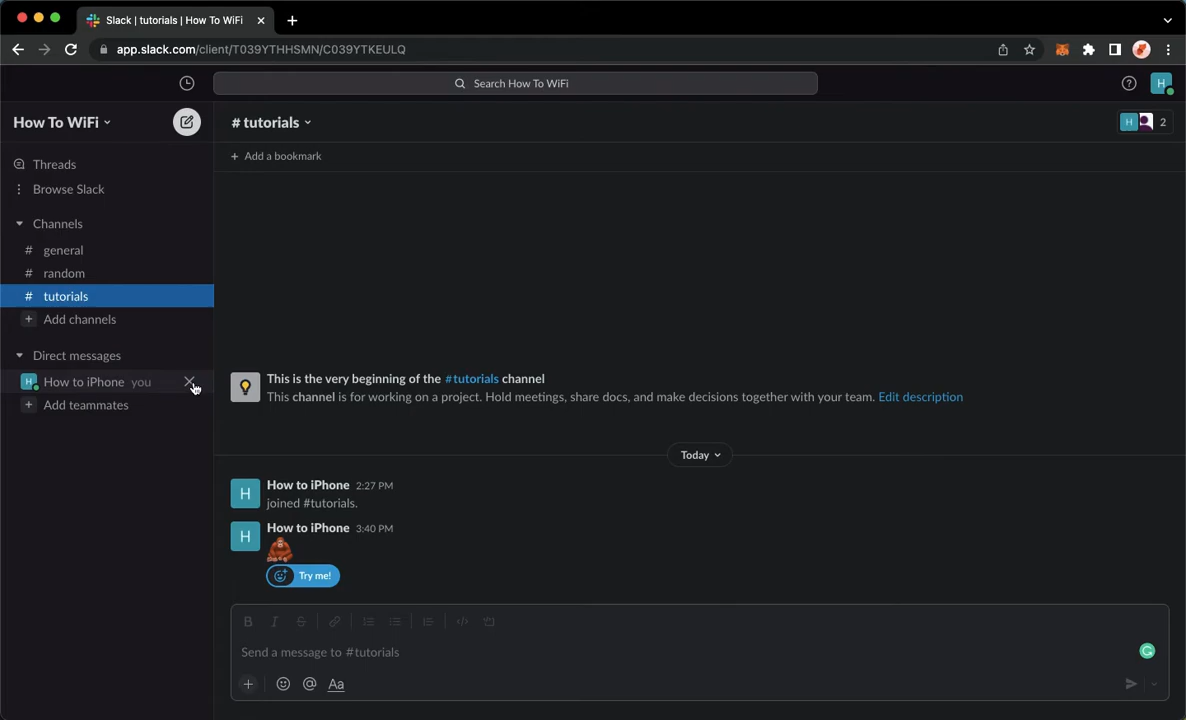 Slack | tutorials | How To WiFi
app.slack.com/client/T039YTHHSMN/C039YTKEULQ
Search How To WiFi
H
How To WiFi
# tutorials
H 2
+ Add a bookmark
Threads
Browse Slack
Channels
# general
# random
# tutorials
+ Add channels
Direct messages
H How to iPhone you
+ Add teammates
This is the very beginning of the #tutorials channel
This channel is for working on a project. Hold meetings, share docs, and make decisions together with your team. Edit description
Today
H How to iPhone 2:27 PM
joined #tutorials.
H How to iPhone 3:40 PM
Try me!
B I S
Send a message to #tutorials
+ @ Aa